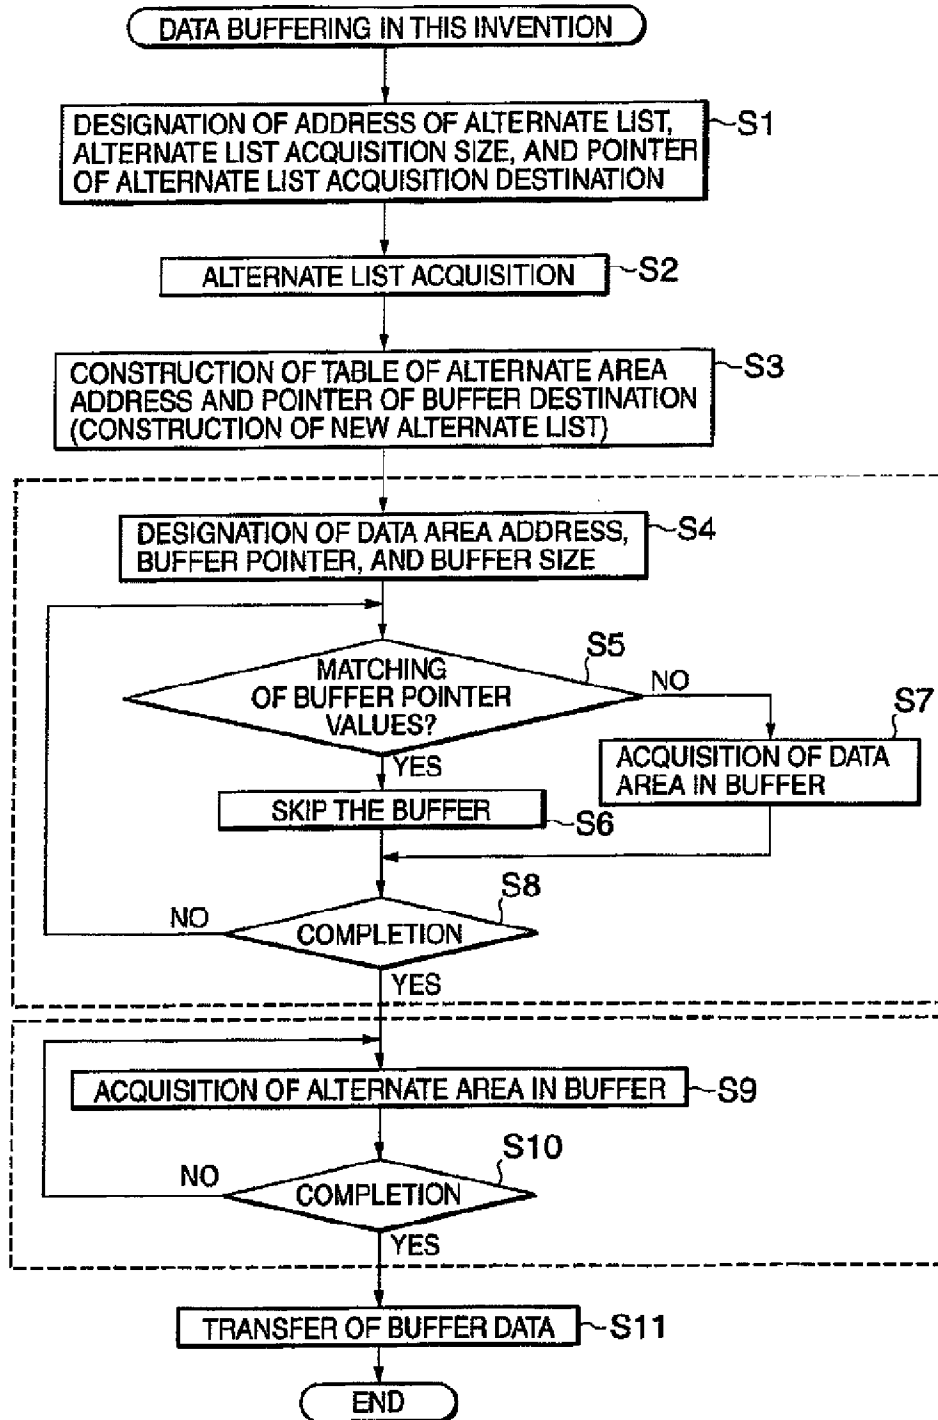 DATA BUFFERING IN THIS INVENTION
DESIGNATION OF ADDRESS OF ALTERNATE LIST,
ALTERNATE LIST ACQUISITION SIZE, AND POINTER
OF ALTERNATE LIST ACQUISITION DESTINATION
S1
ALTERNATE LIST ACQUISITION
S2
CONSTRUCTION OF TABLE OF ALTERNATE AREA
ADDRESS AND POINTER OF BUFFER DESTINATION
(CONSTRUCTION OF NEW ALTERNATE LIST)
S3
DESIGNATION OF DATA AREA ADDRESS,
BUFFER POINTER, AND BUFFER SIZE
S4
MATCHING
OF BUFFER POINTER
VALUES?
S5
NO
YES
S7
ACQUISITION OF DATA
AREA IN BUFFER
SKIP THE BUFFER
S6
S8
NO
COMPLETION
YES
ACQUISITION OF ALTERNATE AREA IN BUFFER
S9
S10
NO
COMPLETION
YES
TRANSFER OF BUFFER DATA
S11
END